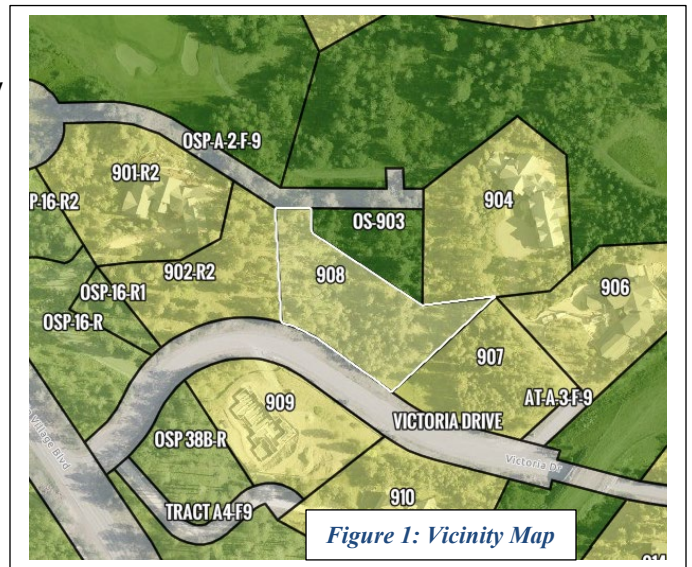 OSP-A-2-F-9
901-R2
904
P-16-R2
OS-903
908
902-R2
906
OSP-16-R1
OSP-16-R
907
909
AT-A-3-F-9
VICTORIA DRIVE
Village Blvd
OSP 38B-R
Victoria Dr
910
TRACT A4-F9
Figure 1: Vicinity Map